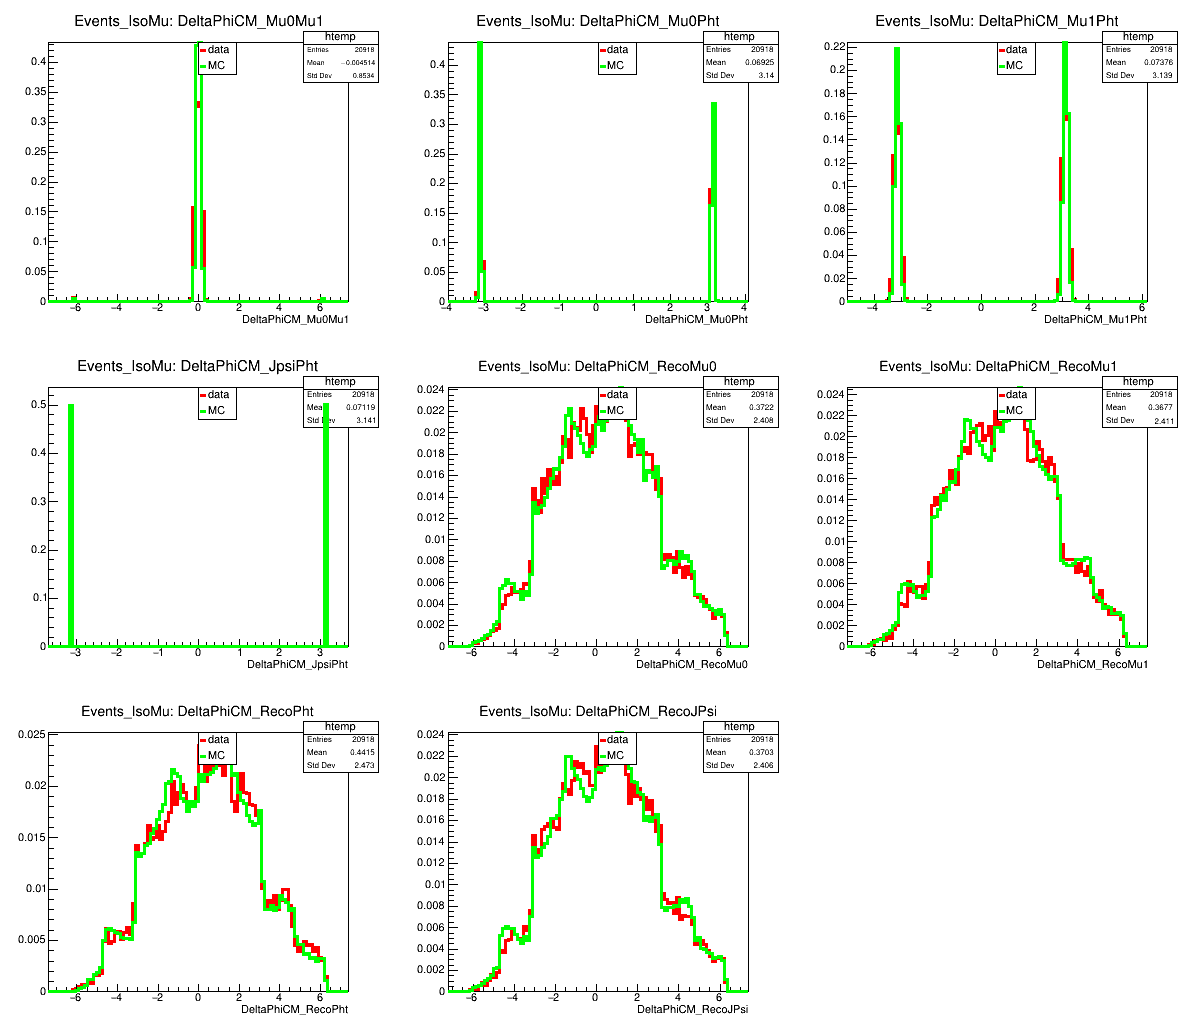 Events_IsoMu: DeltaPhiCM_Mu0Mu1
htemp
Entries 20918
Mean −0.004514
Std Dev 0.8534
data
MC
0.4
0.35
0.3
0.25
0.2
0.15
0.1
0.05
0
−6 −4 −2 0 2 4 6
DeltaPhiCM_Mu0Mu1
Events_IsoMu: DeltaPhiCM_Mu0Pht
htemp
Entries 20918
Mean 0.06925
Std Dev 3.14
data
MC
0.4
0.35
0.3
0.25
0.2
0.15
0.1
0.05
0
−4 −3 −2 −1 0 1 2 3 4
DeltaPhiCM_Mu0Pht
Events_IsoMu: DeltaPhiCM_Mu1Pht
htemp
Entries 20918
Mean 0.07376
Std Dev 3.139
data
MC
0.22
0.2
0.18
0.16
0.14
0.12
0.1
0.08
0.06
0.04
0.02
0
−4 −2 0 2 4 6
DeltaPhiCM_Mu1Pht
Events_IsoMu: DeltaPhiCM_JpsiPht
htemp
Entries 20918
Mean 0.07119
Std Dev 3.141
data
MC
0.5
0.4
0.3
0.2
0.1
0
−3 −2 −1 0 1 2 3
DeltaPhiCM_JpsiPht
Events_IsoMu: DeltaPhiCM_RecoMu0
htemp
Entries 20918
Mean 0.3722
Std Dev 2.408
data
MC
0.024
0.022
0.02
0.018
0.016
0.014
0.012
0.01
0.008
0.006
0.004
0.002
0
−6 −4 −2 0 2 4 6
DeltaPhiCM_RecoMu0
Events_IsoMu: DeltaPhiCM_RecoMu1
htemp
Entries 20918
Mean 0.3677
Std Dev 2.411
data
MC
0.024
0.022
0.02
0.018
0.016
0.014
0.012
0.01
0.008
0.006
0.004
0.002
0
−6 −4 −2 0 2 4 6
DeltaPhiCM_RecoMu1
Events_IsoMu: DeltaPhiCM_RecoPht
htemp
Entries 20918
Mean 0.4415
Std Dev 2.473
data
MC
0.025
0.02
0.015
0.01
0.005
0
−6 −4 −2 0 2 4 6
DeltaPhiCM_RecoPht
Events_IsoMu: DeltaPhiCM_RecoJPsi
htemp
Entries 20918
Mean 0.3703
Std Dev 2.406
data
MC
0.024
0.022
0.02
0.018
0.016
0.014
0.012
0.01
0.008
0.006
0.004
0.002
0
−6 −4 −2 0 2 4 6
DeltaPhiCM_RecoJPsi